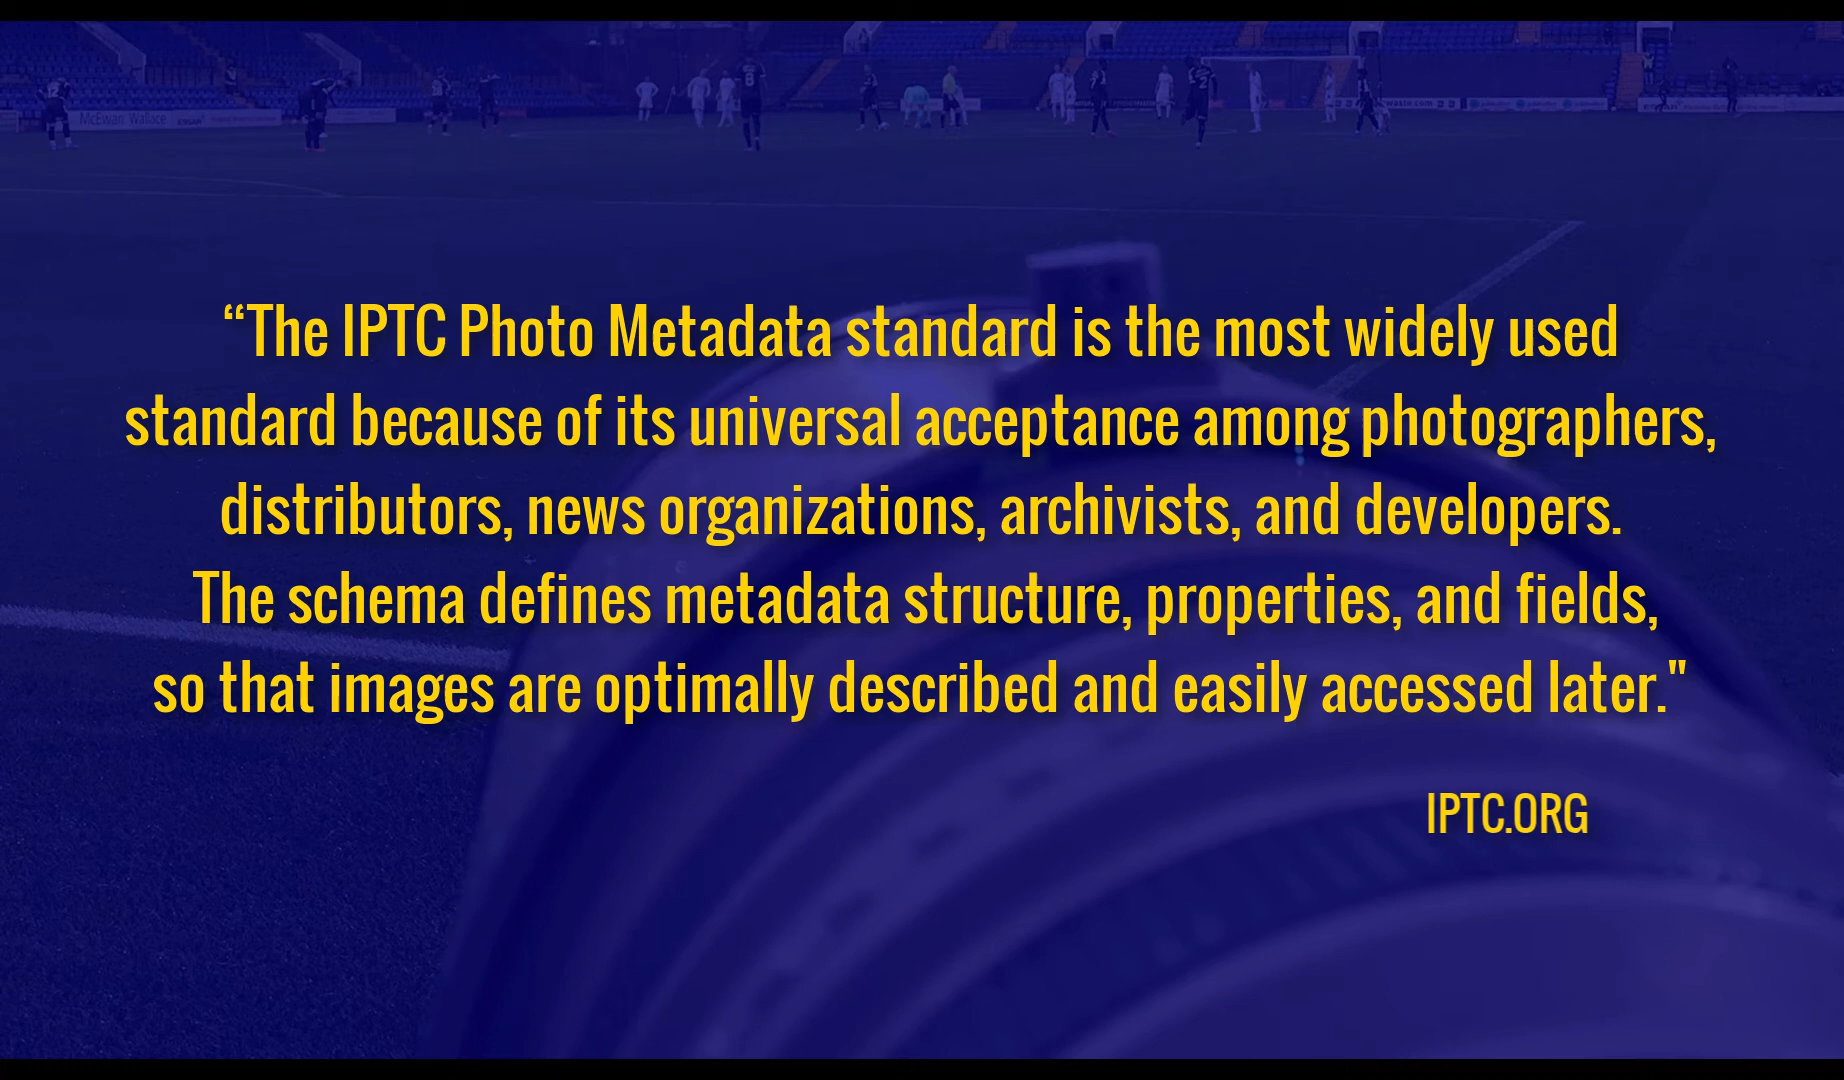 McEwan Wallace
“The IPTC Photo Metadata standard is the most widely used
standard because of its universal acceptance among photographers,
distributors, news organizations, archivists, and developers.
The schema defines metadata structure, properties, and fields,
so that images are optimally described and easily accessed later."
IPTC.ORG